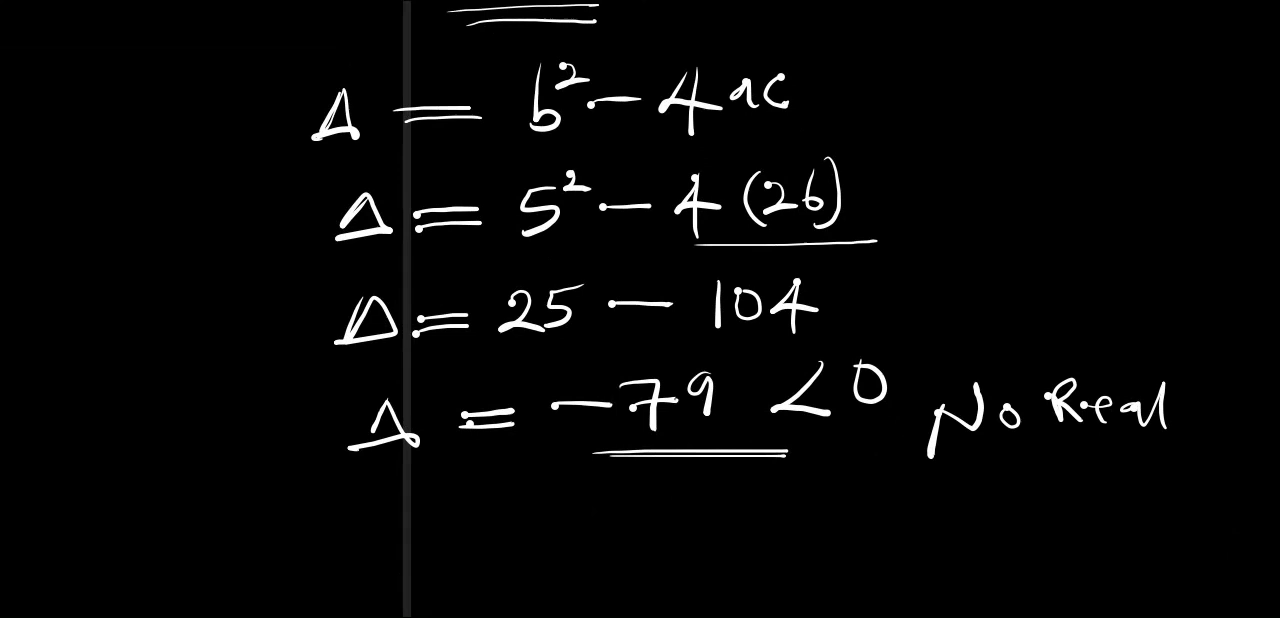 Δ = b² - 4ac
Δ = 5² - 4(26)
Δ = 25 - 104
Δ = -79 < 0 No Real